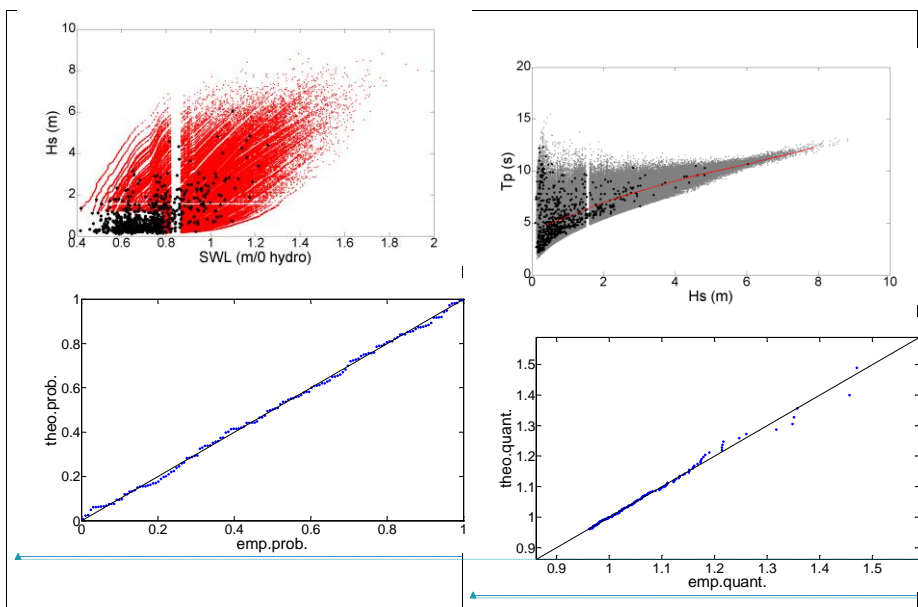 10
8
6
4
2
0
Hs (m)
0.4 0.6 0.8 1 1.2 1.4 1.6 1.8 2
SWL (m/0 hydro)
20
15
10
5
0
Tp (s)
0 2 4 6 8 10
Hs (m)
1
0.8
0.6
0.4
0.2
0
theo.prob.
0 0.2 0.4 0.6 0.8 1
emp.prob.
1.5
1.4
1.3
1.2
1.1
1
0.9
theo.quant.
0.9 1 1.1 1.2 1.3 1.4 1.5
emp.quant.